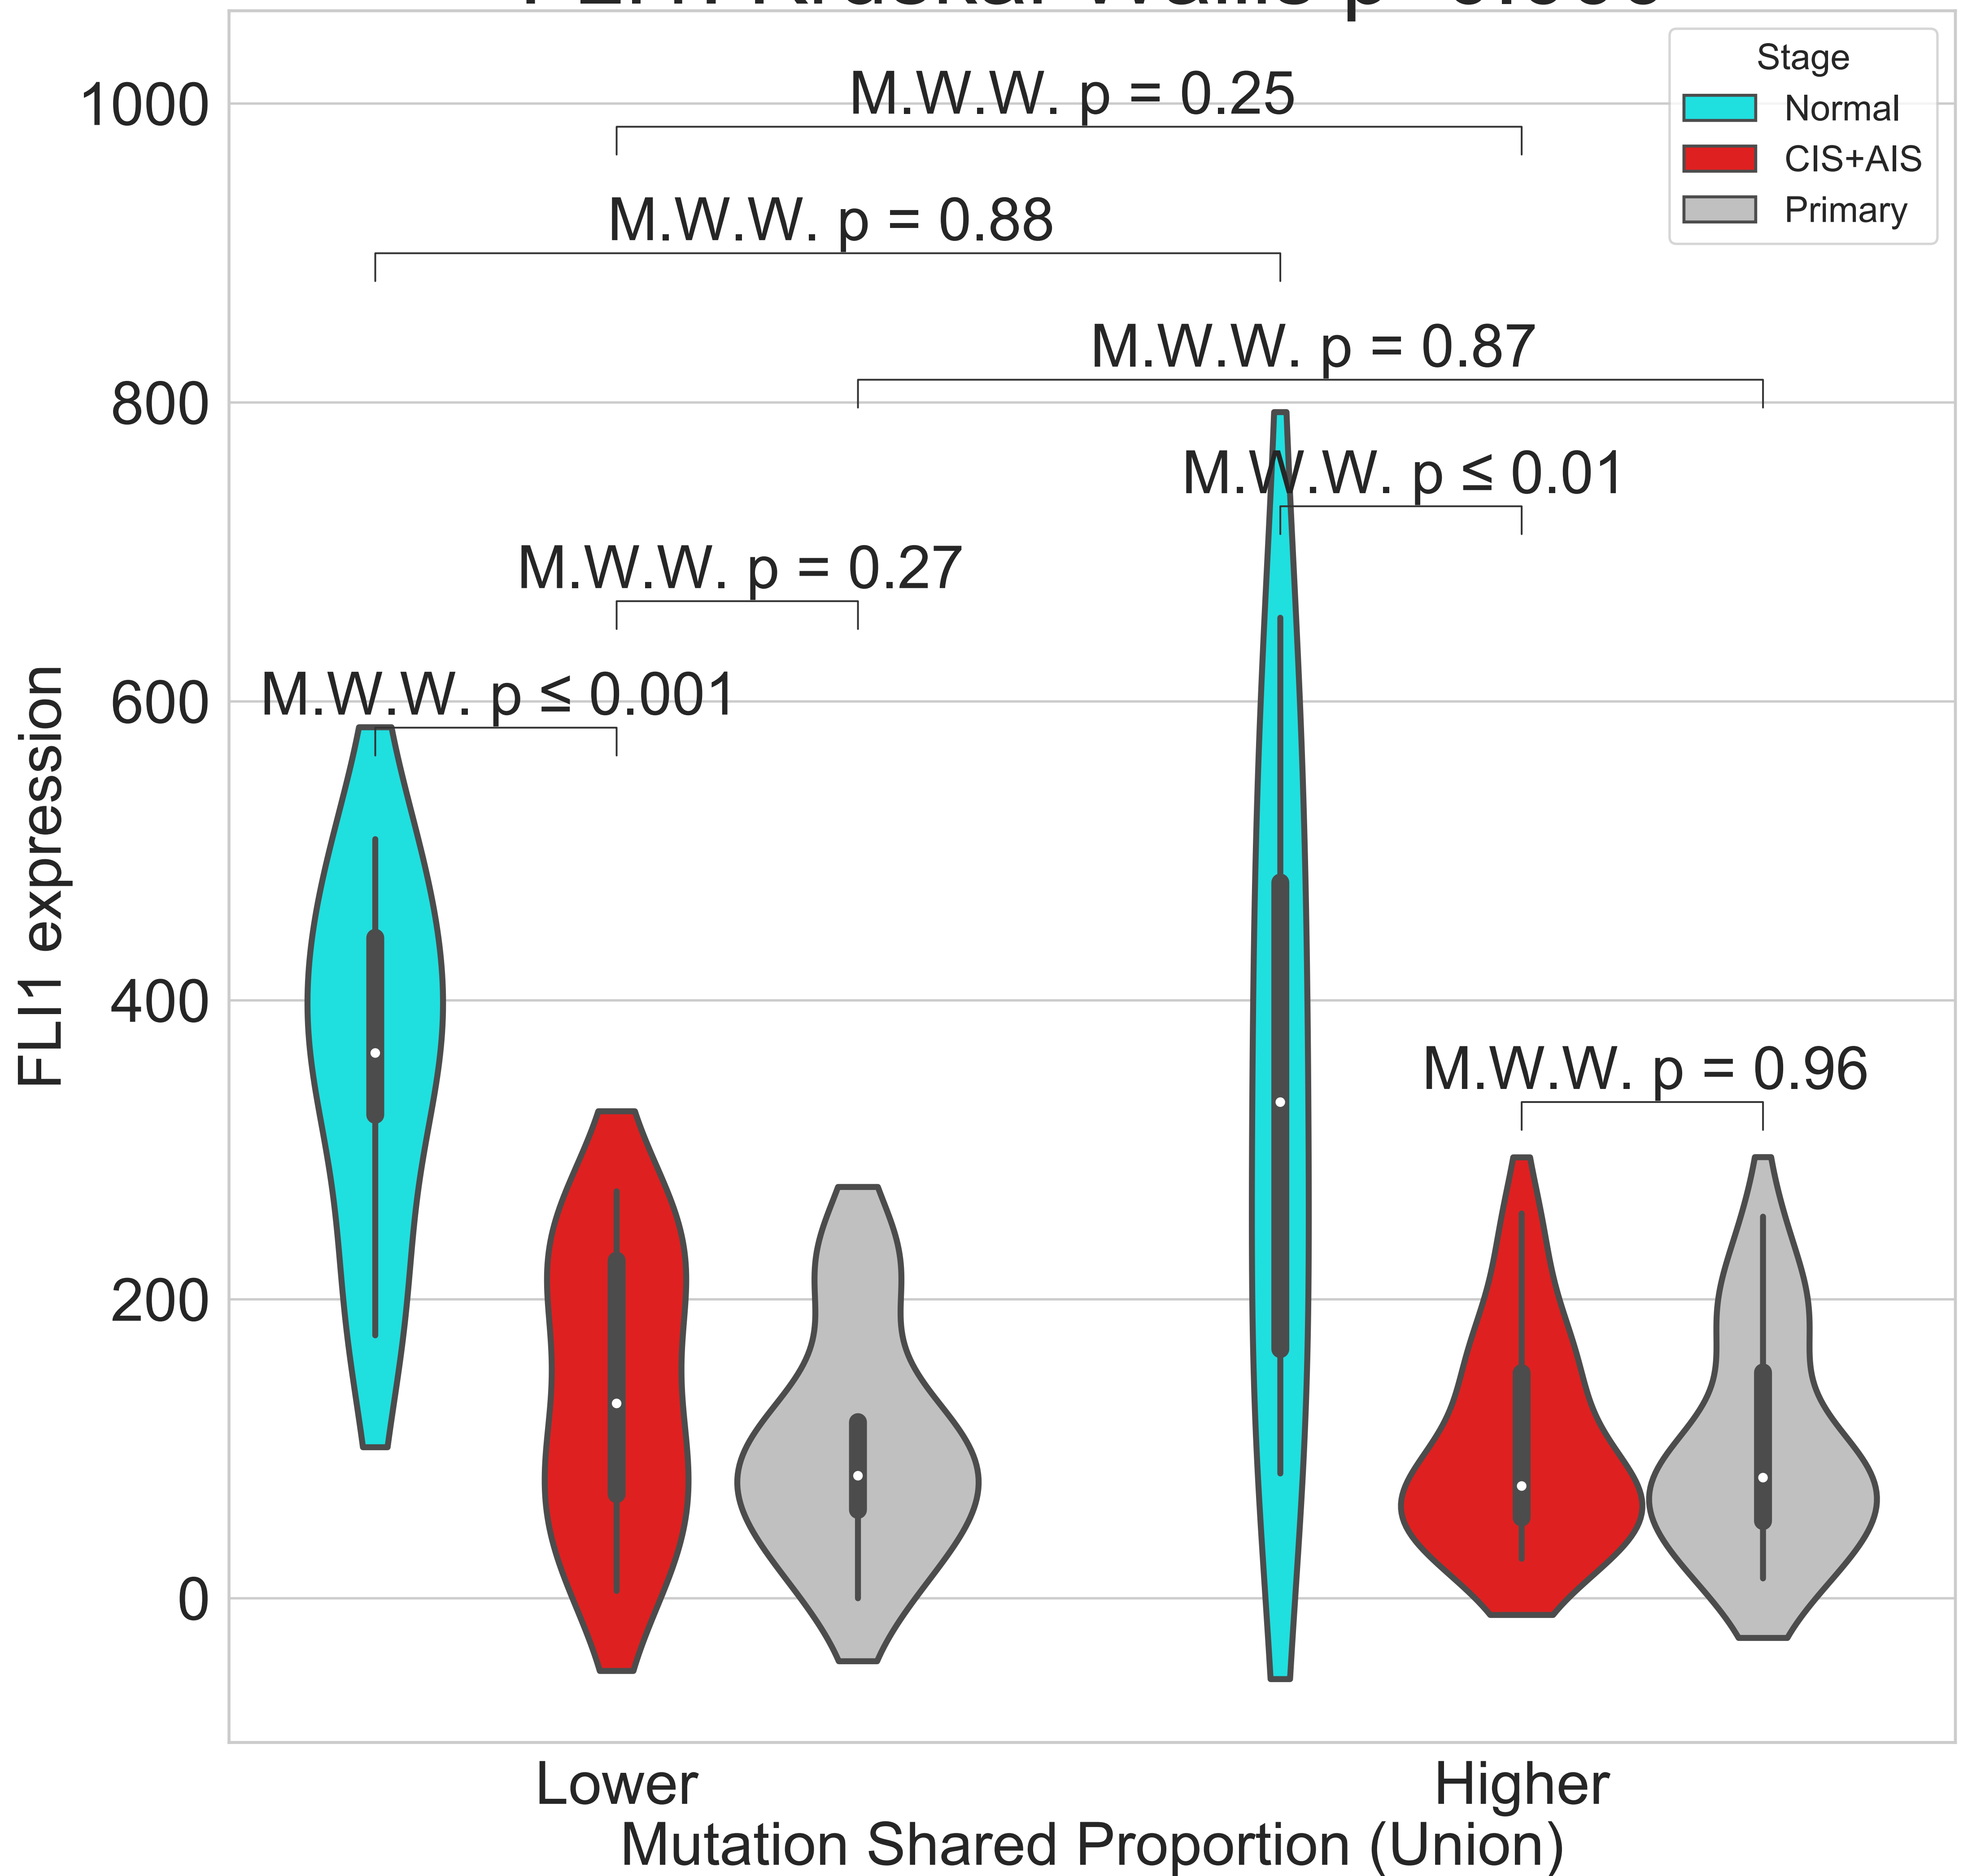 Stage
Normal
CIS+AIS
Primary
1000
800
600
400
200
0
FLI1 expression
M.W.W. p = 0.25
M.W.W. p = 0.88
M.W.W. p = 0.87
M.W.W. p ≤ 0.01
M.W.W. p = 0.27
M.W.W. p ≤ 0.001
M.W.W. p = 0.96
Lower
Higher
Mutation Shared Proportion (Union)